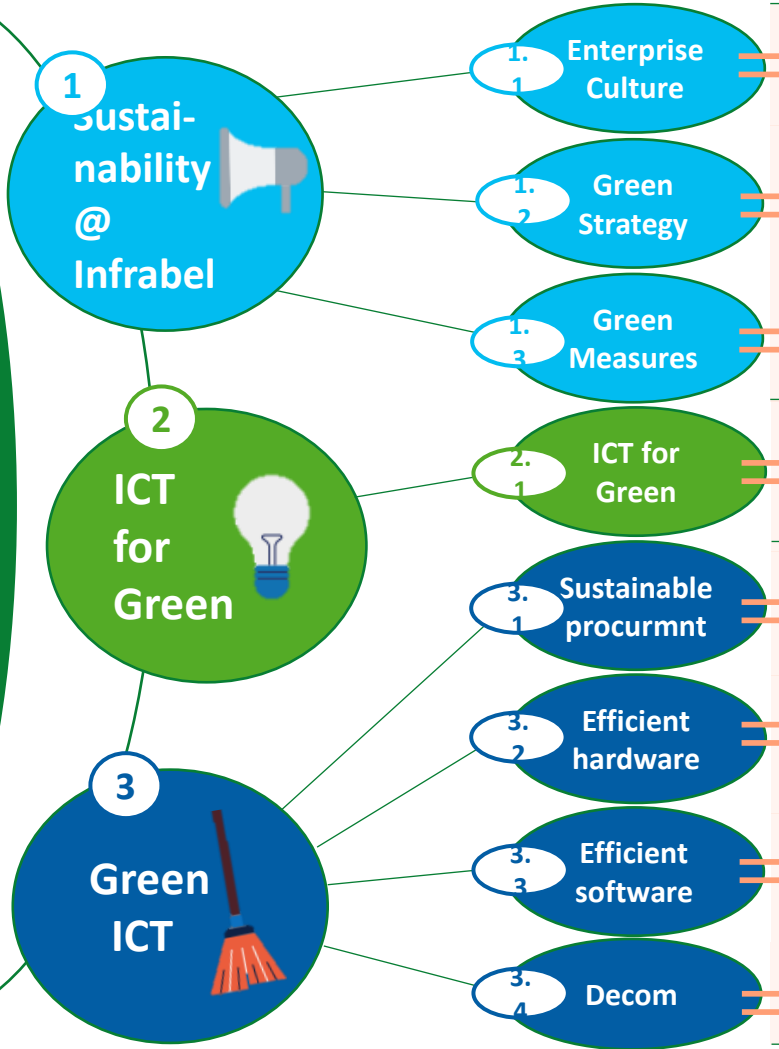 1
Sustai-
nability
@
Infrabel
1.
1
Enterprise
Culture
1.
2
Green
Strategy
1.
3
Green
Measures
2
ICT
for
Green
2.
1
ICT for
Green
3
Green
ICT
3.
1
Sustainable
procurmnt
3.
2
Efficient
hardware
3.
3
Efficient
software
3.
4
Decom